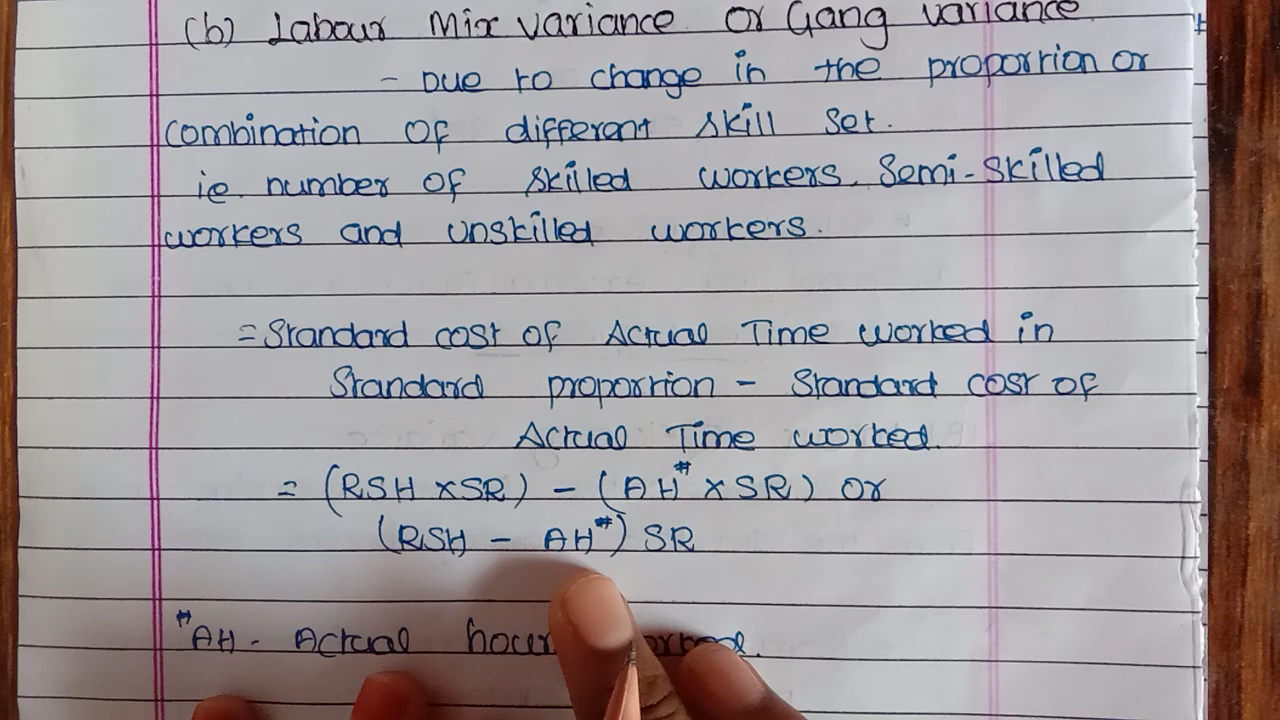 (b) Labour Mix variance or Gang variance
- Due to change in the proportion or
combination of different skill set.
ie number of skilled workers. Semi-skilled
workers and unskilled workers.
= Standard cost of Actual Time worked in
Standard proportion - Standard cost of
Actual Time worked.
= (RSH x SR) - (AH# x SR) or
(RSH - AH#) SR
#AH - Actual